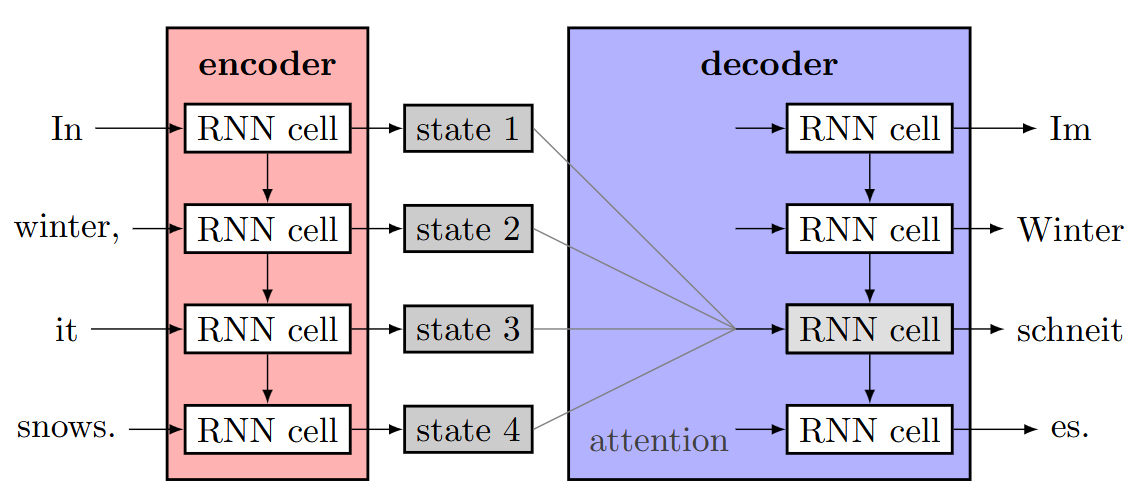 encoder
decoder
In
RNN cell
state 1
RNN cell
Im
winter,
RNN cell
state 2
RNN cell
Winter
it
RNN cell
state 3
RNN cell
schneit
snows.
RNN cell
state 4
attention
RNN cell
es.